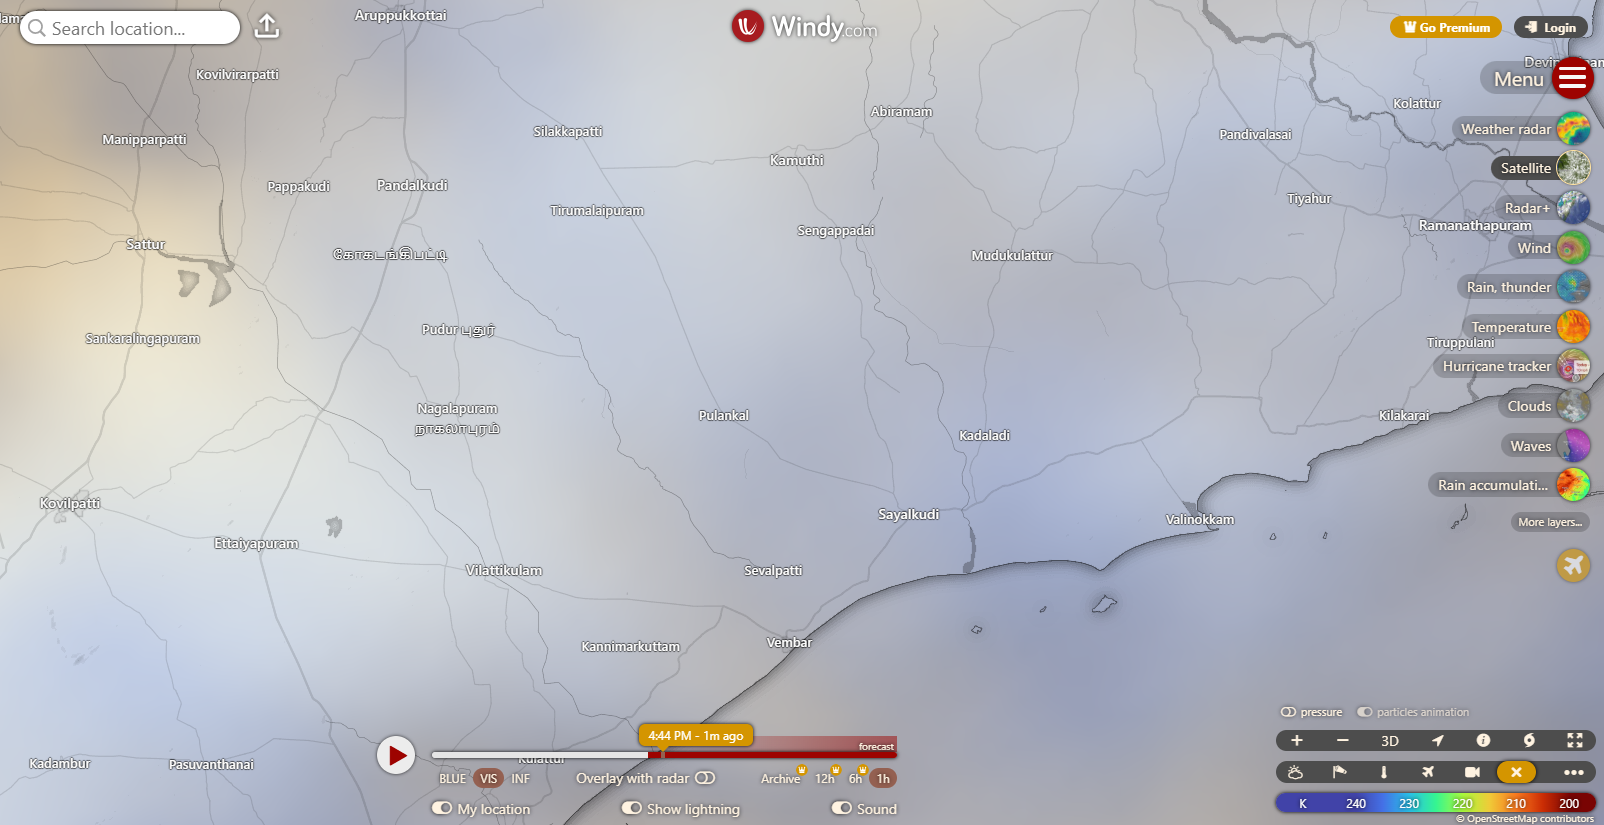 Search location...
Aruppukkottai
Windy.com
Go Premium
Login
Kovilvirarpatti
Menu
Kolattur
Abiramam
Manipparpatti
Silakkapatti
Pandivalasai
Weather radar
Kamuthi
Satellite
Pappakudi
Pandalkudi
Tirumalaipuram
Tiyahur
Radar+
Sengappadai
Ramanathapuram
Sattur
கோகடங்கிபட்டி
Mudukulattur
Wind
Rain, thunder
Pudur புதூர்
Temperature
Sankaralingapuram
Tiruppulani
Hurricane tracker
Nagalapuram
நாகலாபுரம்
Pulankal
Kilakarai
Clouds
Kadaladi
Waves
Rain accumulati...
Kovilpatti
Sayalkudi
Valinokkam
More layers...
Ettaiyapuram
Vilattikulam
Sevalpatti
Kannimarkuttam
Vembar
pressure
particles animation
4:44 PM - 1m ago
forecast
3D
Kadambur
Pasuvanthanai
Kulattur
BLUE VIS INF
Overlay with radar
Archive 12h 6h 1h
My location
Show lightning
Sound
K 240 230 220 210 200
© OpenStreetMap contributors